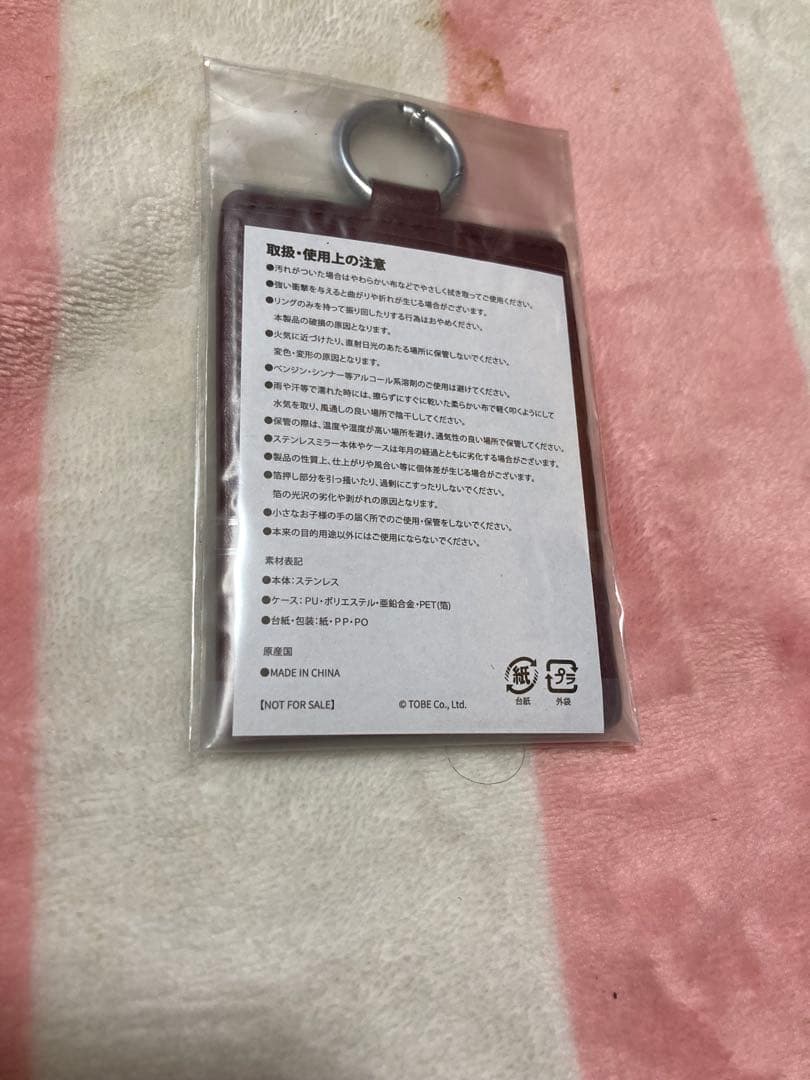 取扱・使用上の注意
●汚れがついた場合はやわらかい布などでやさしく拭き取ってご使用ください。
●強い衝撃を与えると曲がりや折れが生じる場合がございます。
●リングのみを持って振り回したりする行為はおやめください。
本製品の破損の原因となります。
●火気に近づけたり、直射日光のあたる場所に保管しないでください。
変色・変形の原因となります。
●ベンジン・シンナー等アルコール系溶剤のご使用は避けてください。
●雨や汗等で濡れた時には、擦らずにすぐに乾いた柔らかい布で軽く叩くようにして
水気を取り、風通しの良い場所で陰干ししてください。
●保管の際は、温度や湿度が高い場所を避け、通気性の良い場所で保管してください。
●ステンレスミラー本体やケースは年月の経過とともに劣化する場合がございます。
●製品の性質上、仕上がりや風合い等に個体差が生じる場合がございます。
●箔押し部分を引っ掻いたり、過剰にこすったりしないでください。
箔の光沢の劣化や剥がれの原因となります。
●小さなお子様の手の届く所でのご使用・保管をしないでください。
●本来の目的用途以外にはご使用にならないでください。
素材表記
●本体：ステンレス
●ケース：PU・ポリエステル・亜鉛合金・PET(箔)
●台紙・包装：紙・PP・PO
原産国
●MADE IN CHINA
【NOT FOR SALE】 © TOBE Co., Ltd.
紙 プラ
台紙 外袋